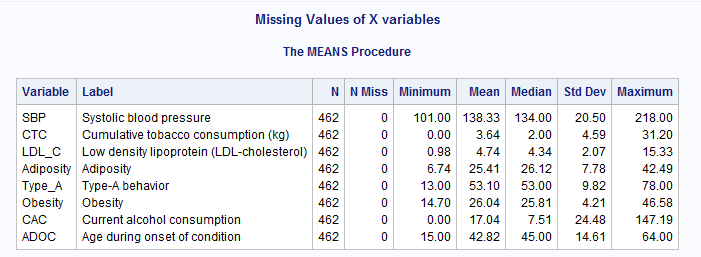 Missing Values of X variables
The MEANS Procedure
Variable Label N N Miss Minimum Mean Median Std Dev Maximum
SBP Systolic blood pressure 462 0 101.00 138.33 134.00 20.50 218.00
CTC Cumulative tobacco consumption (kg) 462 0 0.00 3.64 2.00 4.59 31.20
LDL_C Low density lipoprotein (LDL-cholesterol) 462 0 0.98 4.74 4.34 2.07 15.33
Adiposity Adiposity 462 0 6.74 25.41 26.12 7.78 42.49
Type_A Type-A behavior 462 0 13.00 53.10 53.00 9.82 78.00
Obesity Obesity 462 0 14.70 26.04 25.81 4.21 46.58
CAC Current alcohol consumption 462 0 0.00 17.04 7.51 24.48 147.19
ADOC Age during onset of condition 462 0 15.00 42.82 45.00 14.61 64.00